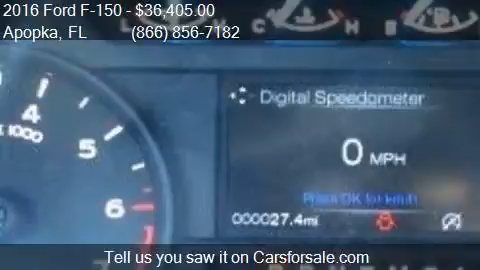 2016 Ford F-150 - $36,405.00
Apopka, FL (866) 856-7182
C H E
Digital Speedometer
4
x 1000
5
0 MPH
Press OK for km/h
6
000027.4mi
Tell us you saw it on Carsforsale.com